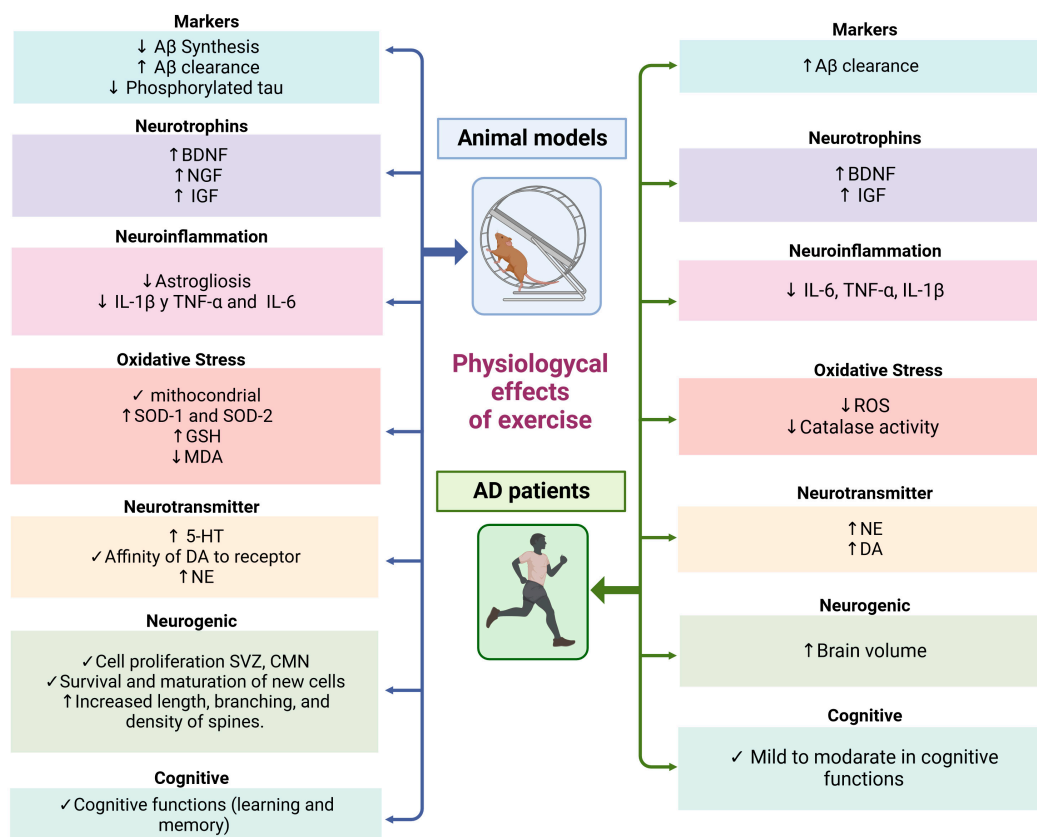 Markers
↓ Aβ Synthesis
↑ Aβ clearance
↓ Phosphorylated tau
Neurotrophins
↑BDNF
↑NGF
↑ IGF
Neuroinflammation
↓Astrogliosis
↓ IL-1β y TNF-α and IL-6
Oxidative Stress
✓ mithocondrial
↑SOD-1 and SOD-2
↑GSH
↓MDA
Neurotransmitter
↑ 5-HT
✓Affinity of DA to receptor
↑NE
Neurogenic
✓Cell proliferation SVZ, CMN
✓Survival and maturation of new cells
↑Increased length, branching, and
density of spines.
Cognitive
✓Cognitive functions (learning and
memory)
Animal models
Physiologycal
effects
of exercise
AD patients
Markers
↑Aβ clearance
Neurotrophins
↑BDNF
↑ IGF
Neuroinflammation
↓ IL-6, TNF-α, IL-1β
Oxidative Stress
↓ROS
↓Catalase activity
Neurotransmitter
↑NE
↑DA
Neurogenic
↑Brain volume
Cognitive
✓ Mild to modarate in cognitive
functions